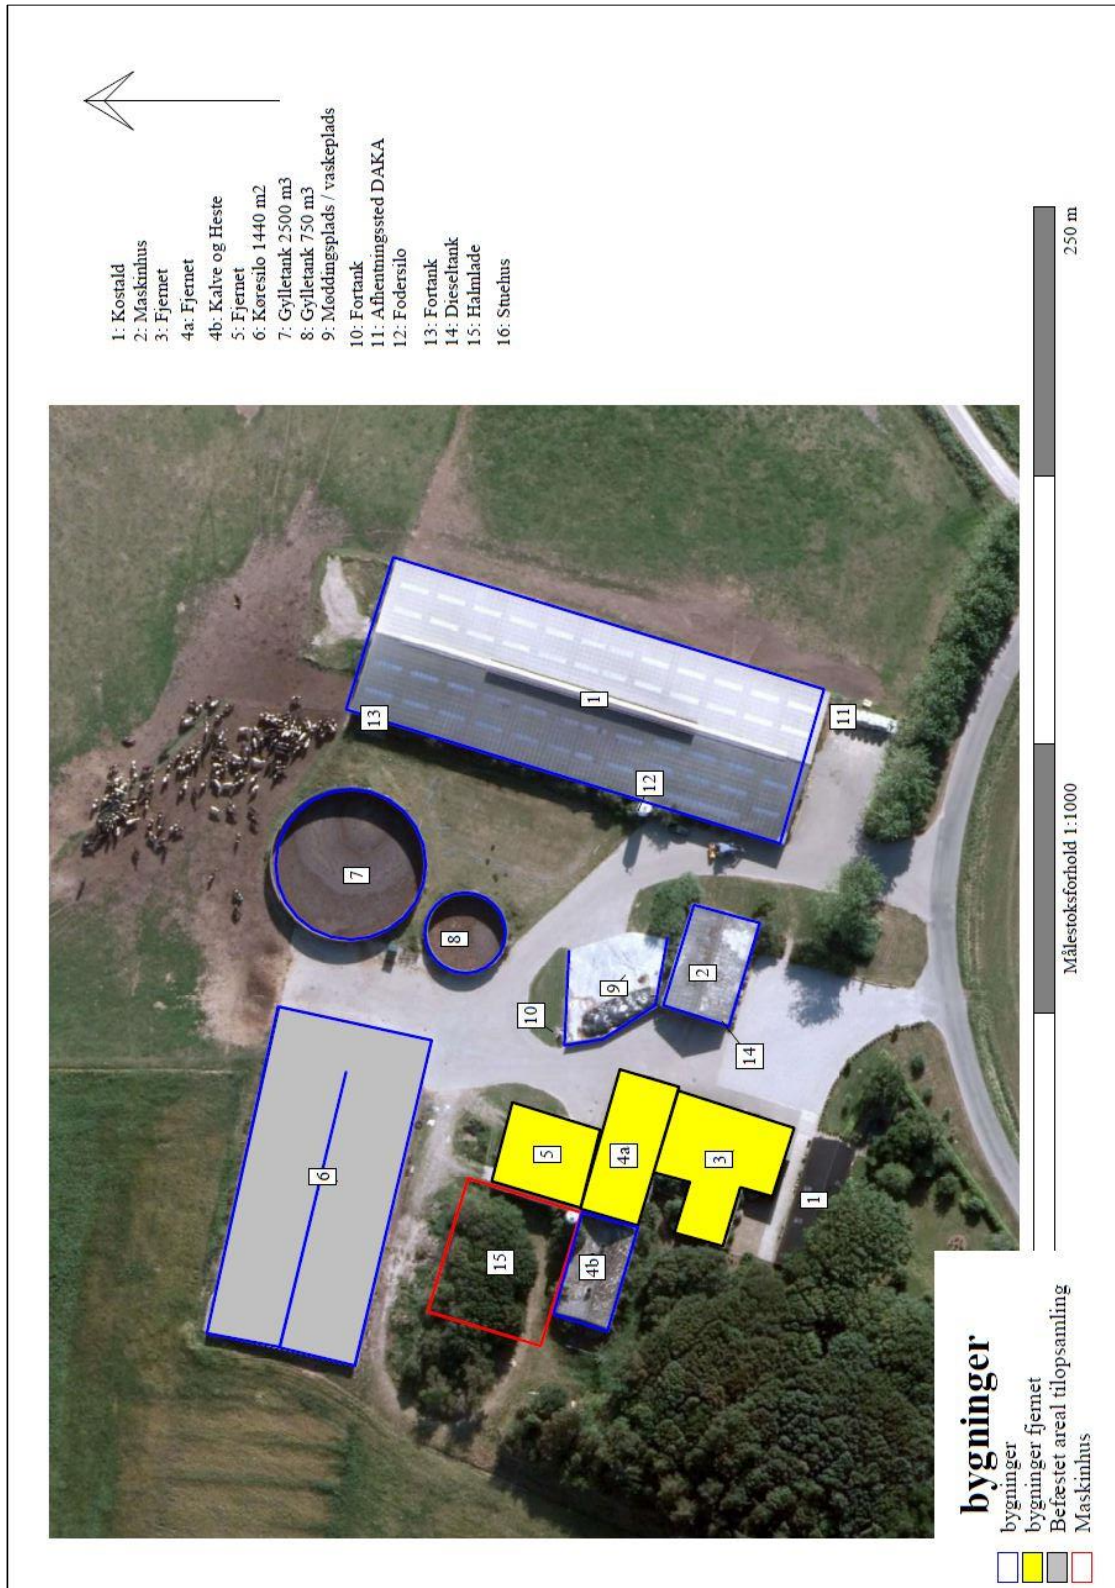 1: Kostald
2: Maskinhus
3: Fjernet
4a: Fjernet
4b: Kalve og Heste
5: Fjernet
6: Køresilo 1440 m2
7: Gylletank 2500 m3
8: Gylletank 750 m3
9: Møddingsplads / vaskeplads
10: Fortank
11: Afhentningssted DAKA
12: Fodersilo
13: Fortank
14: Dieseltank
15: Halmlade
16: Stuehus
13
1
11
12
7
8
10
9
2
14
6
5
4a
3
1
15
4b
250 m
Målestoksforhold 1:1000
bygninger
bygninger
bygninger fjernet
Befæstet areal tilopsamling
Maskinhus